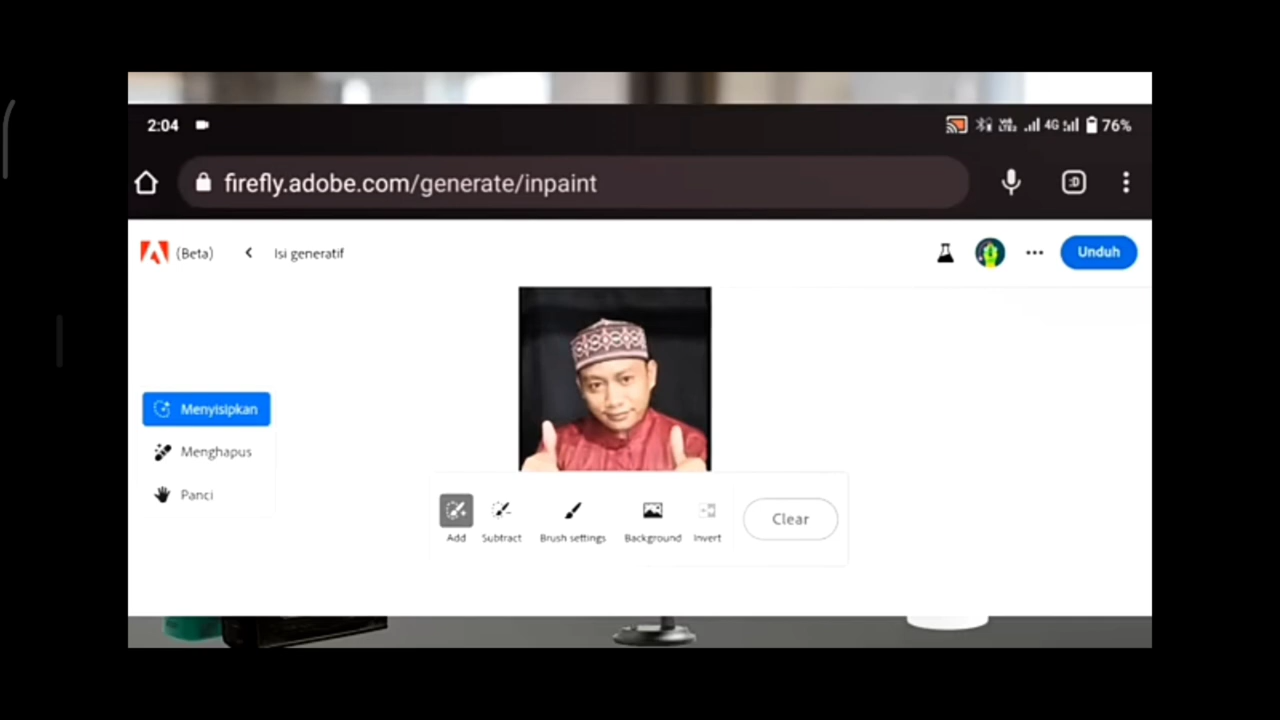 2:04 4G 76%
firefly.adobe.com/generate/inpaint :D
(Beta) Isi generatif Unduh
Menyisipkan
Menghapus
Panci
Add Subtract Brush settings Background Invert Clear